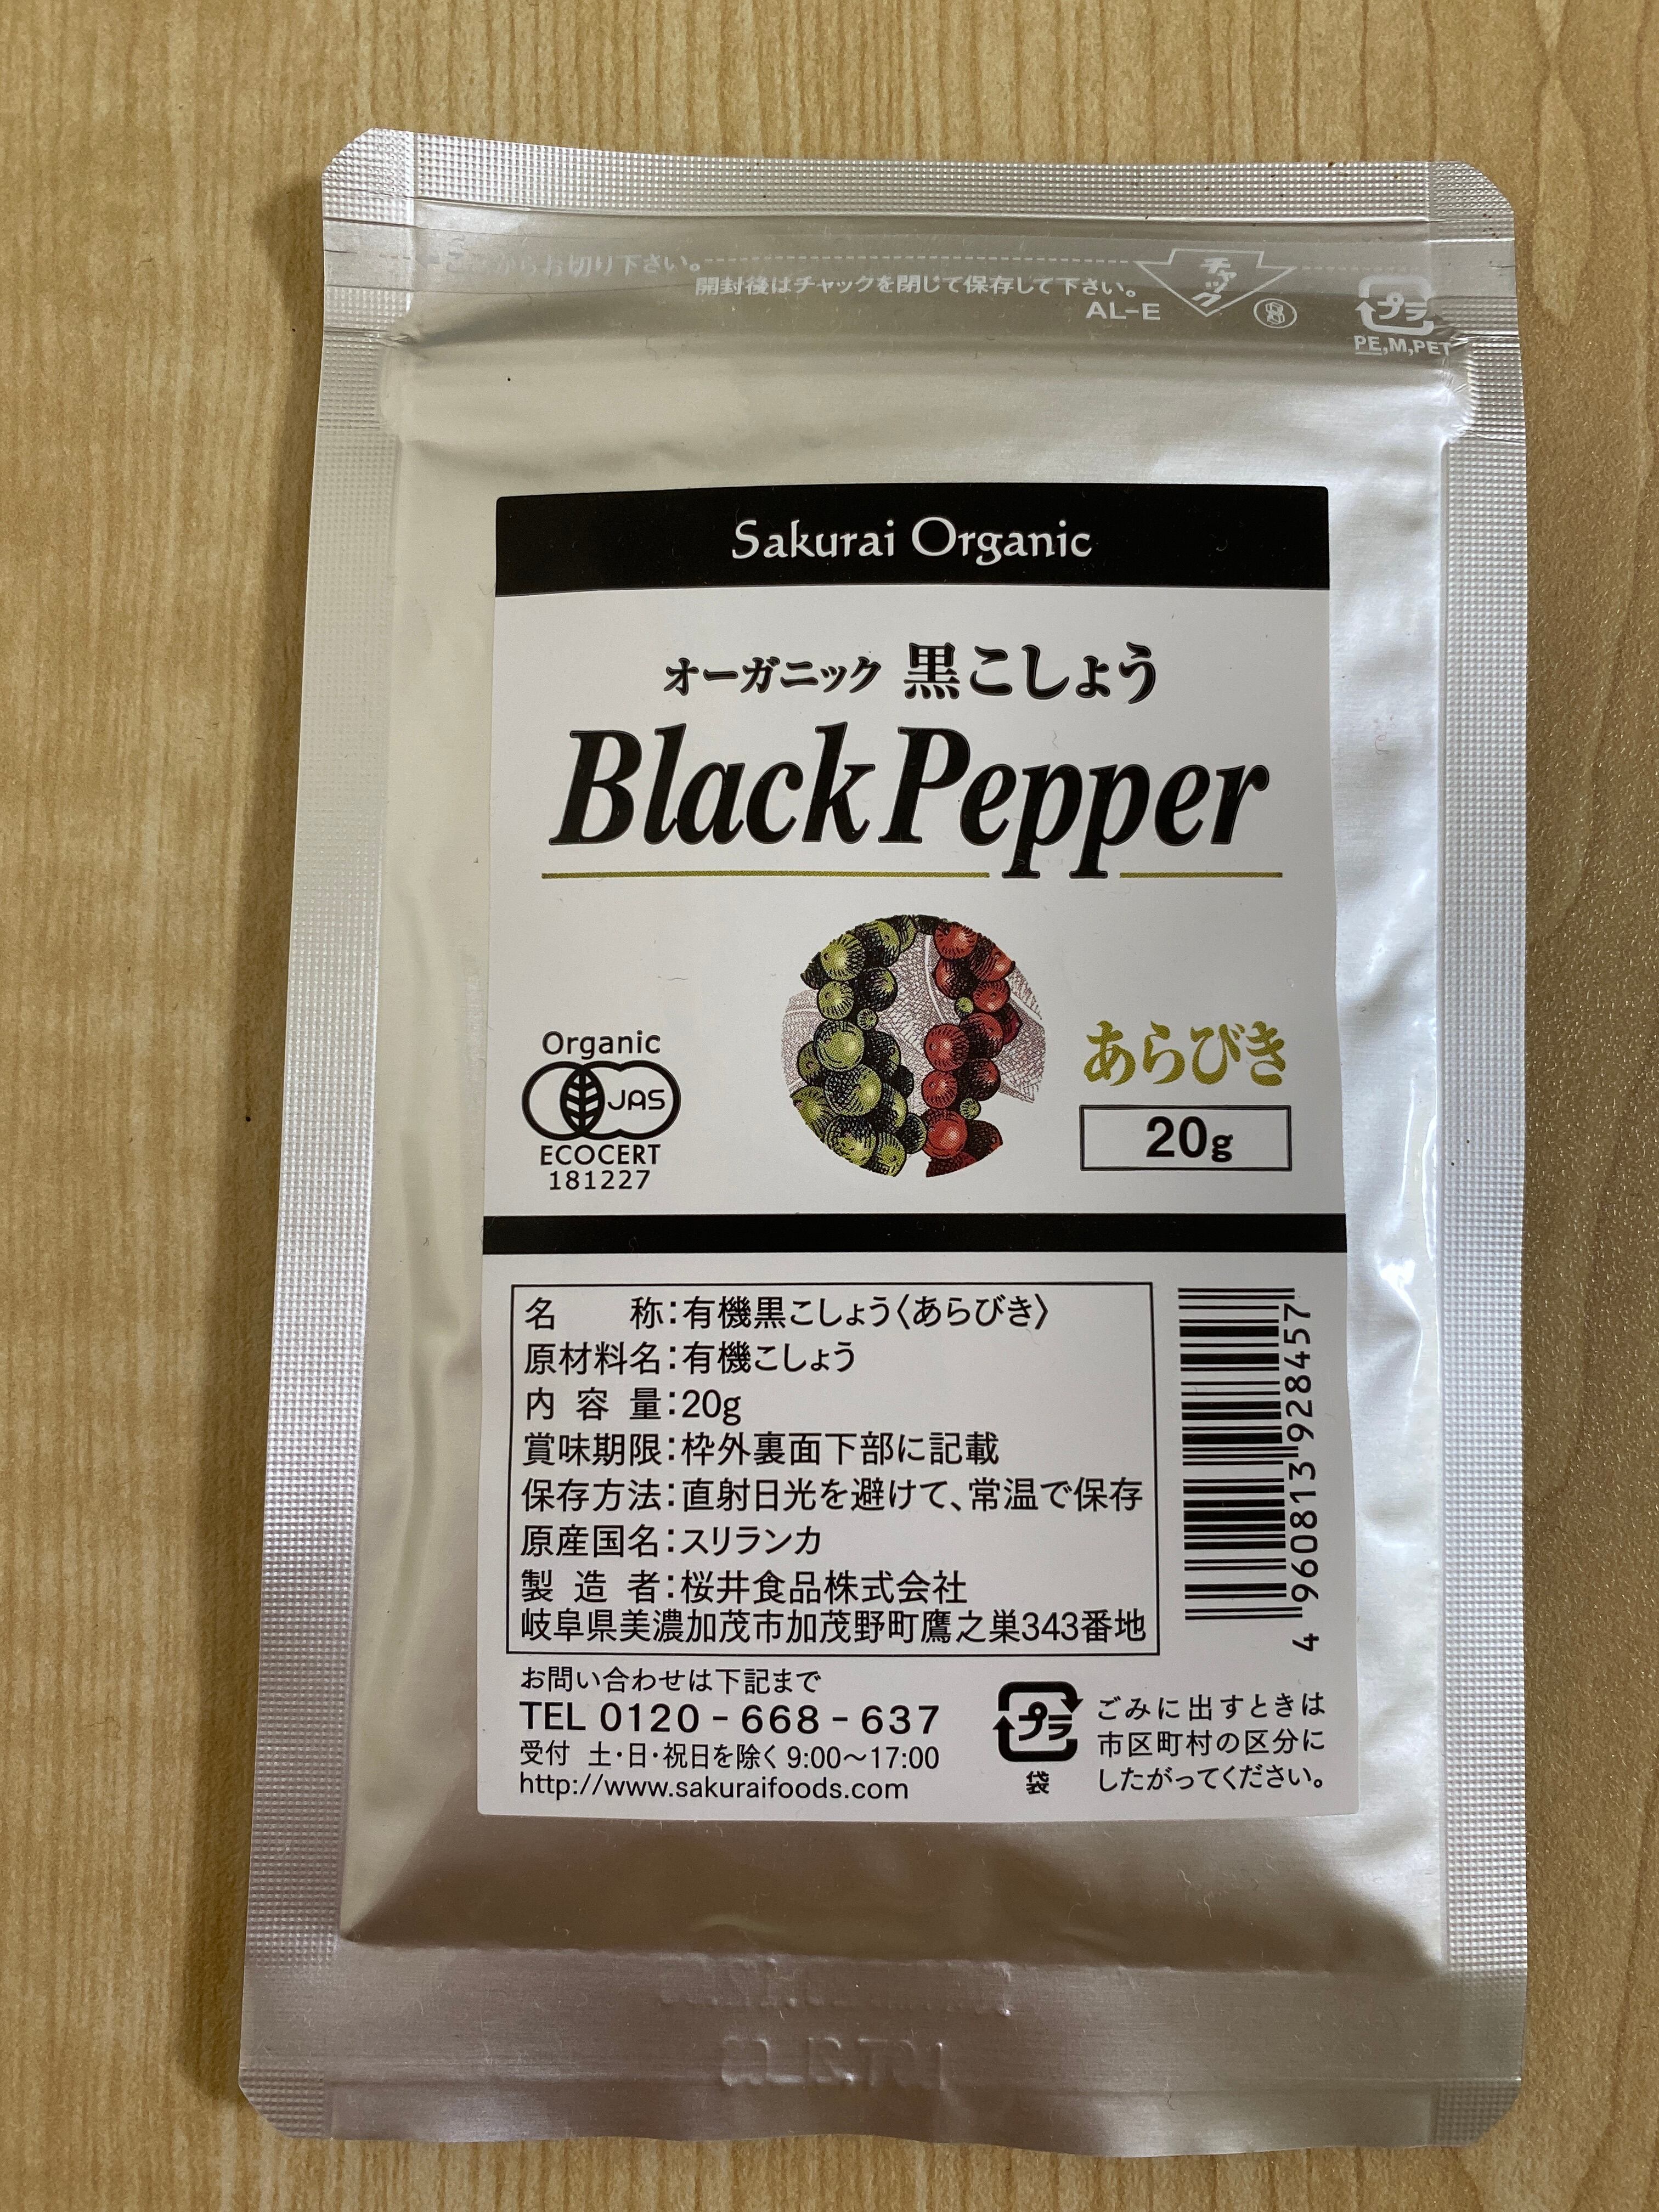 からお切り下さい。
開封後はチャックを閉じて保存して下さい。
チャック
AL-E
プラ
PE,M,PET
Sakurai Organic
オーガニック 黒こしょう
Black Pepper
Organic
JAS
ECOCERT
181227
あらびき
20g
名 称:有機黒こしょう〈あらびき〉
原材料名:有機こしょう
内 容 量:20g
賞味期限:枠外裏面下部に記載
保存方法:直射日光を避けて、常温で保存
原産国名:スリランカ
製 造 者:桜井食品株式会社
岐阜県美濃加茂市加茂野町鷹之巣343番地
4 960813 928457
お問い合わせは下記まで
TEL 0120-668-637
受付 土・日・祝日を除く 9:00〜17:00
http://www.sakuraifoods.com
プラ
袋
ごみに出すときは
市区町村の区分に
したがってください。